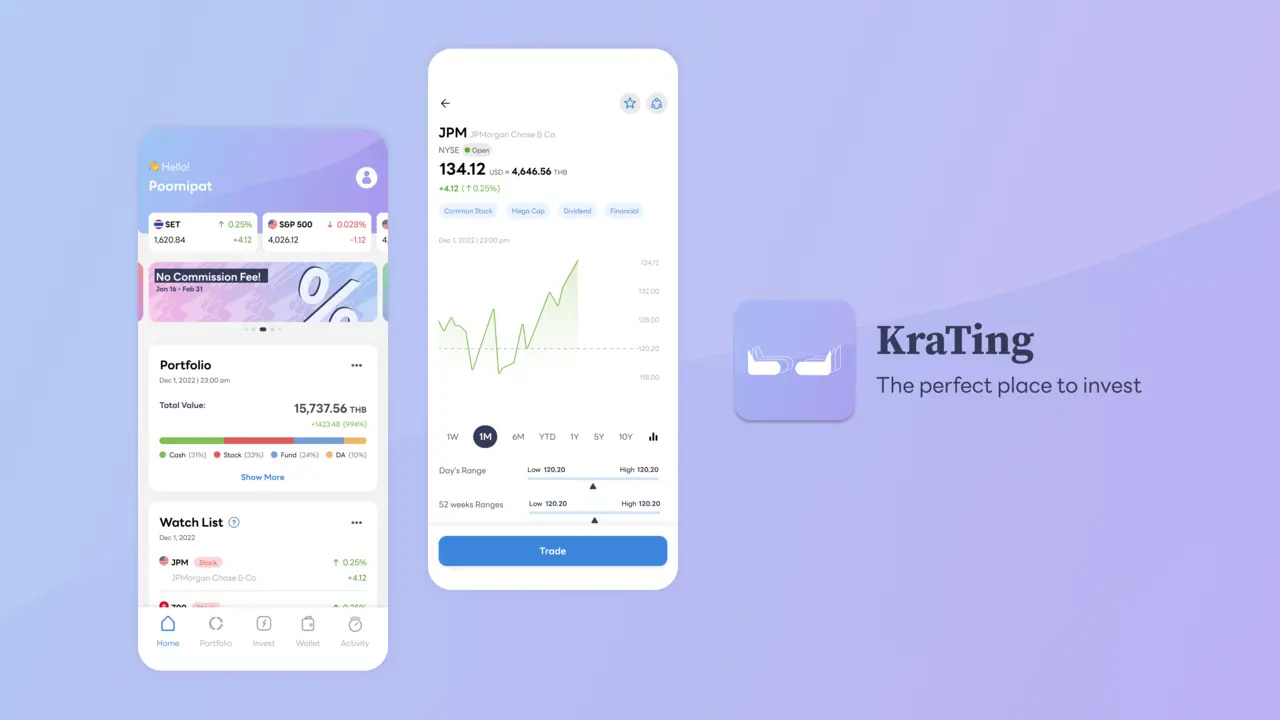 Hello!
Poomipat
SET ↑ 0.25%
1,620.84 +4.12
S&P 500 ↓ 0.028%
4,026.12 -1.12
4,
No Commission Fee!
Jan 16 - Feb 31
%
Portfolio
Dec 1, 2022 | 23:00 am
Total Value: 15,737.56 THB
+1423.48 (9.94%)
Cash (31%) Stock (33%) Fund (24%) DA (10%)
Show More
Watch List ?
Dec 1, 2022
JPM Stock ↑ 0.25%
JPMorgan Chase & Co +4.12
Home Portfolio Invest Wallet Activity
JPM JPMorgan Chase & Co.
NYSE Open
134.12 USD ≈ 4,646.56 THB
+4.12 (↑ 0.25%)
Common Stock Mega Cap Dividend Financial
Dec 1, 2022 | 23:00 pm
134.12
132.00
128.00
120.20
118.00
1W 1M 6M YTD 1Y 5Y 10Y
Day's Range Low 120.20 High 120.20
52 weeks Ranges Low 120.20 High 120.20
Trade
KraTing
The perfect place to invest